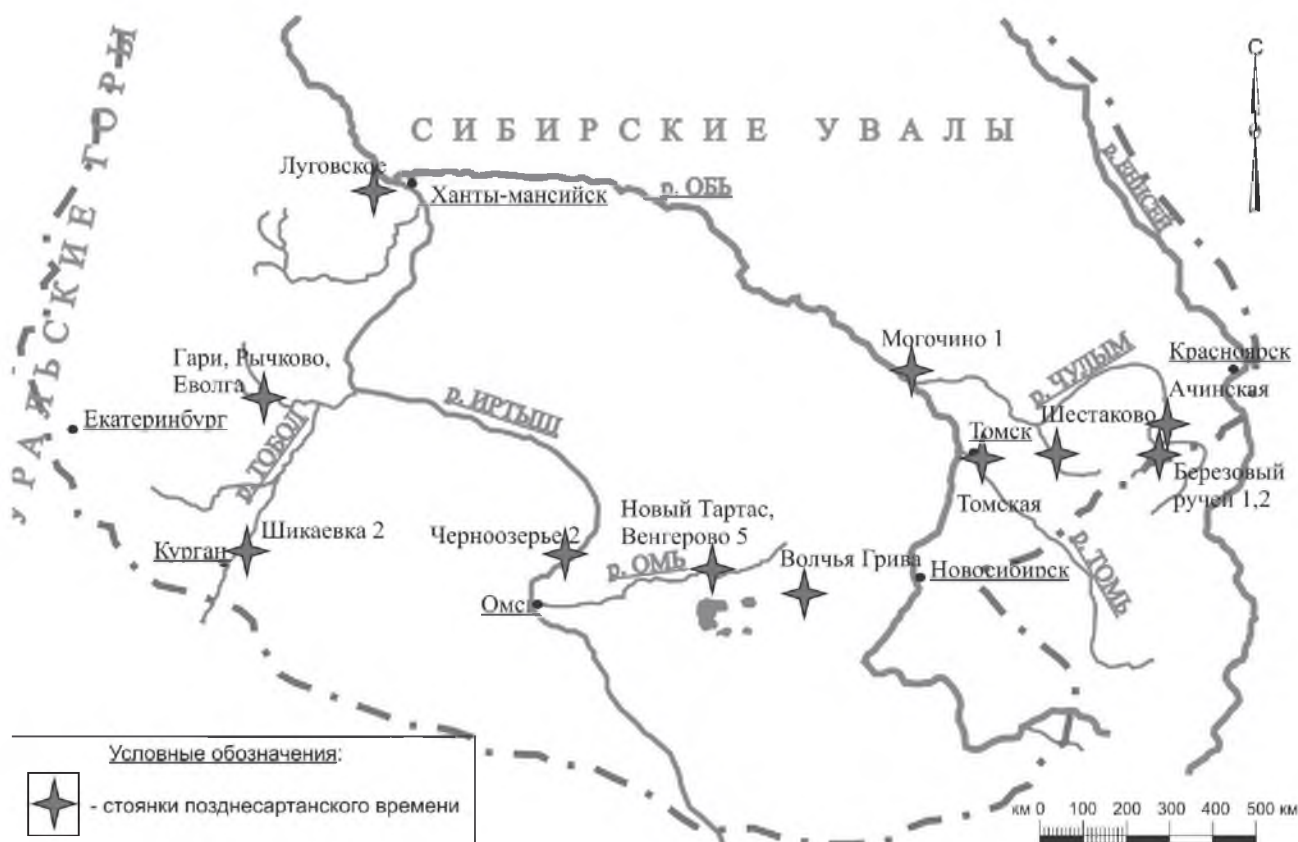 УРАЛЬСКИЕ ГОРЫ
С
СИБИРСКИЕ УВАЛЫ
Луговское
Ханты-мансийск
р. ОБЬ
р. ЕНИСЕЙ
Могочино 1
Красноярск
Гари, Рычково,
Еволга
р. ЧУЛЫМ
Ачинская
Екатеринбург
р. ИРТЫШ
Шестаково
р. ТОБОЛ
Томск
Березовый
ручей 1,2
Томская
Шикаевка 2
Курган
Черноозерье 2
Новый Тартас,
Венгерово 5
р. ОМЬ
Волчья Грива
Новосибирск
р. ТОМЬ
Омск
Условные обозначения:
- стоянки позднесартанского времени
км 0 100 200 300 400 500 км